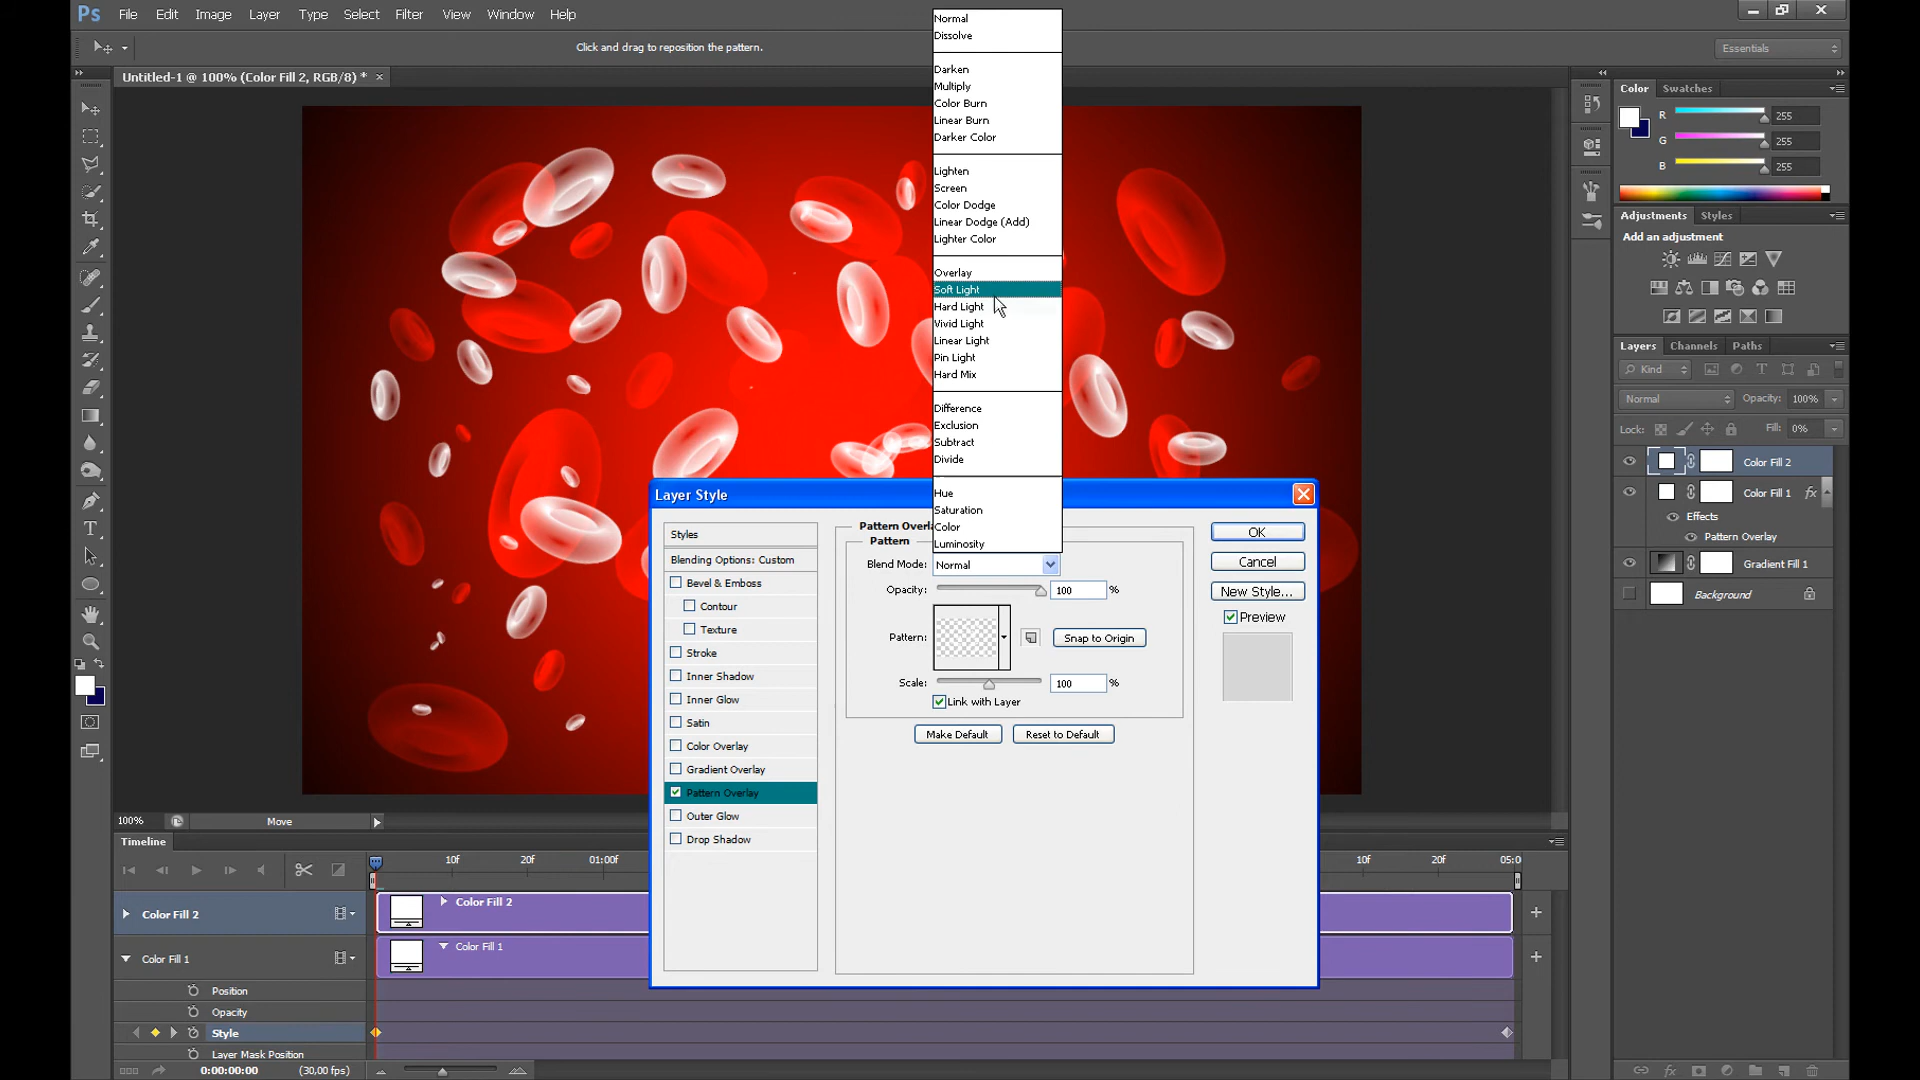 Ps File Edit Image Layer Type Select Filter View Window Help
Click and drag to reposition the pattern.
Essentials
Untitled-1 @ 100% (Color Fill 2, RGB/8) * ×
Normal
Dissolve
Darken
Multiply
Color Burn
Linear Burn
Darker Color
Lighten
Screen
Color Dodge
Linear Dodge (Add)
Lighter Color
Overlay
Soft Light
Hard Light
Vivid Light
Linear Light
Pin Light
Hard Mix
Difference
Exclusion
Subtract
Divide
Hue
Saturation
Color
Luminosity
Color Swatches
R 255
G 255
B 255
Adjustments Styles
Add an adjustment
Layers Channels Paths
Kind
Normal Opacity: 100%
Lock: Fill: 0%
Color Fill 2
Color Fill 1 fx
Effects
Pattern Overlay
Gradient Fill 1
Background
Layer Style
Styles
Blending Options: Custom
Bevel & Emboss
Contour
Texture
Stroke
Inner Shadow
Inner Glow
Satin
Color Overlay
Gradient Overlay
Pattern Overlay
Outer Glow
Drop Shadow
Pattern Overla
Pattern
Blend Mode: Normal
Opacity: 100 %
Pattern: Snap to Origin
Scale: 100 %
Link with Layer
Make Default Reset to Default
OK
Cancel
New Style...
Preview
100% Move
Timeline
10f 20f 01:00f 10f 20f 05:0
Color Fill 2 Color Fill 2
Color Fill 1 Color Fill 1
Position
Opacity
Style
Layer Mask Position
0:00:00:00 (30,00 fps)
fx